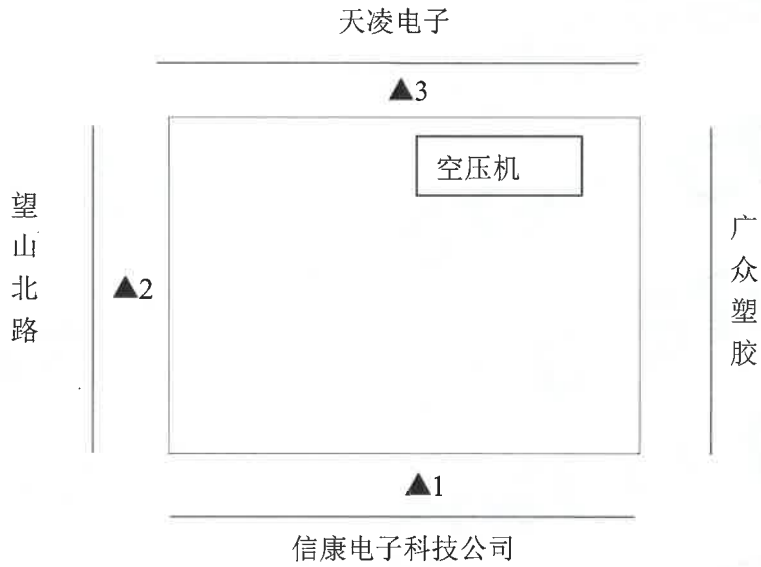 天凌电子
▲3
空压机
望山北路
▲2
广众塑胶
▲1
信康电子科技公司